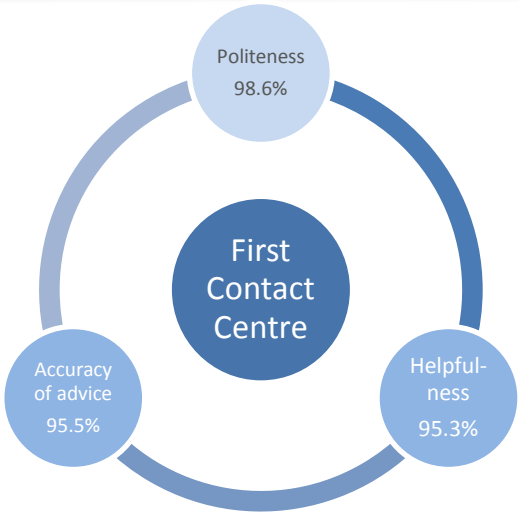 Politeness
98.6%
First
Contact
Centre
Accuracy
of advice
95.5%
Helpful-
ness
95.3%